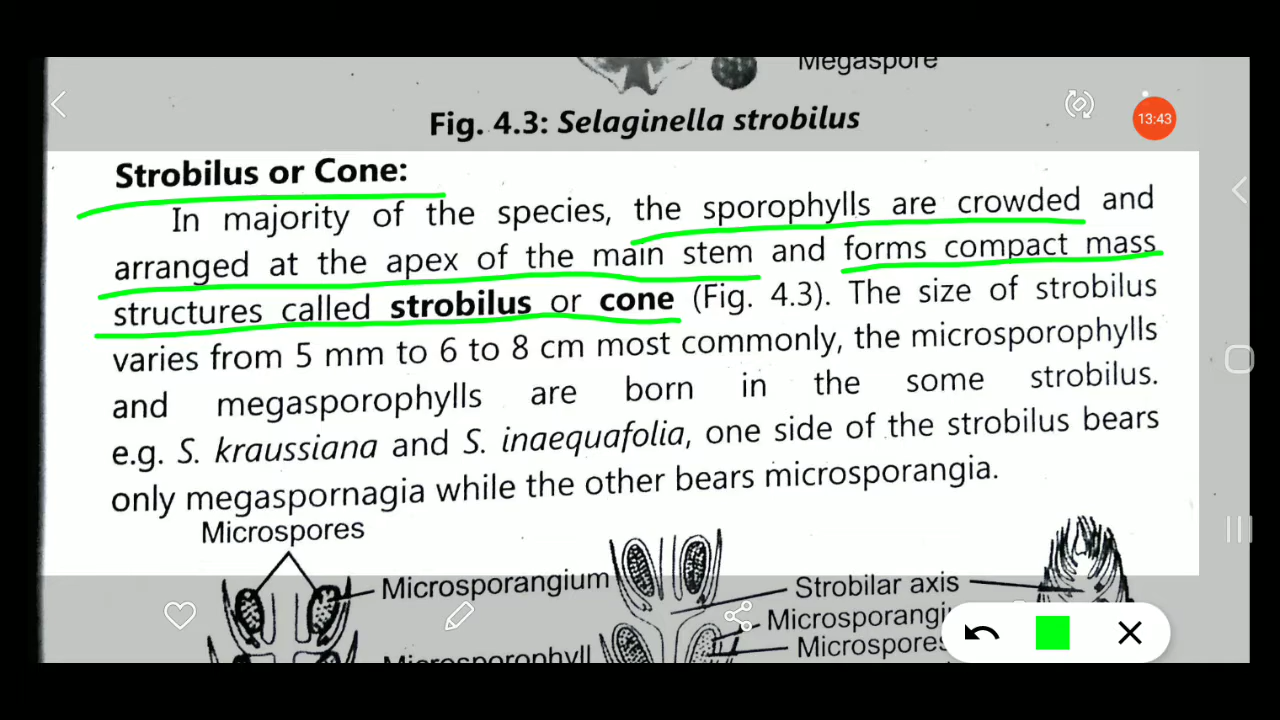 Megaspore
Fig. 4.3: Selaginella strobilus
13:43
Strobilus or Cone:
In majority of the species, the sporophylls are crowded and
arranged at the apex of the main stem and forms compact mass
structures called strobilus or cone (Fig. 4.3). The size of strobilus
varies from 5 mm to 6 to 8 cm most commonly, the microsporophylls
and megasporophylls are born in the some strobilus.
e.g. S. kraussiana and S. inaequafolia, one side of the strobilus bears
only megaspornagia while the other bears microsporangia.
Microspores
Microsporangium
Strobilar axis
Microsporangi
Microspores
Microsporophyll